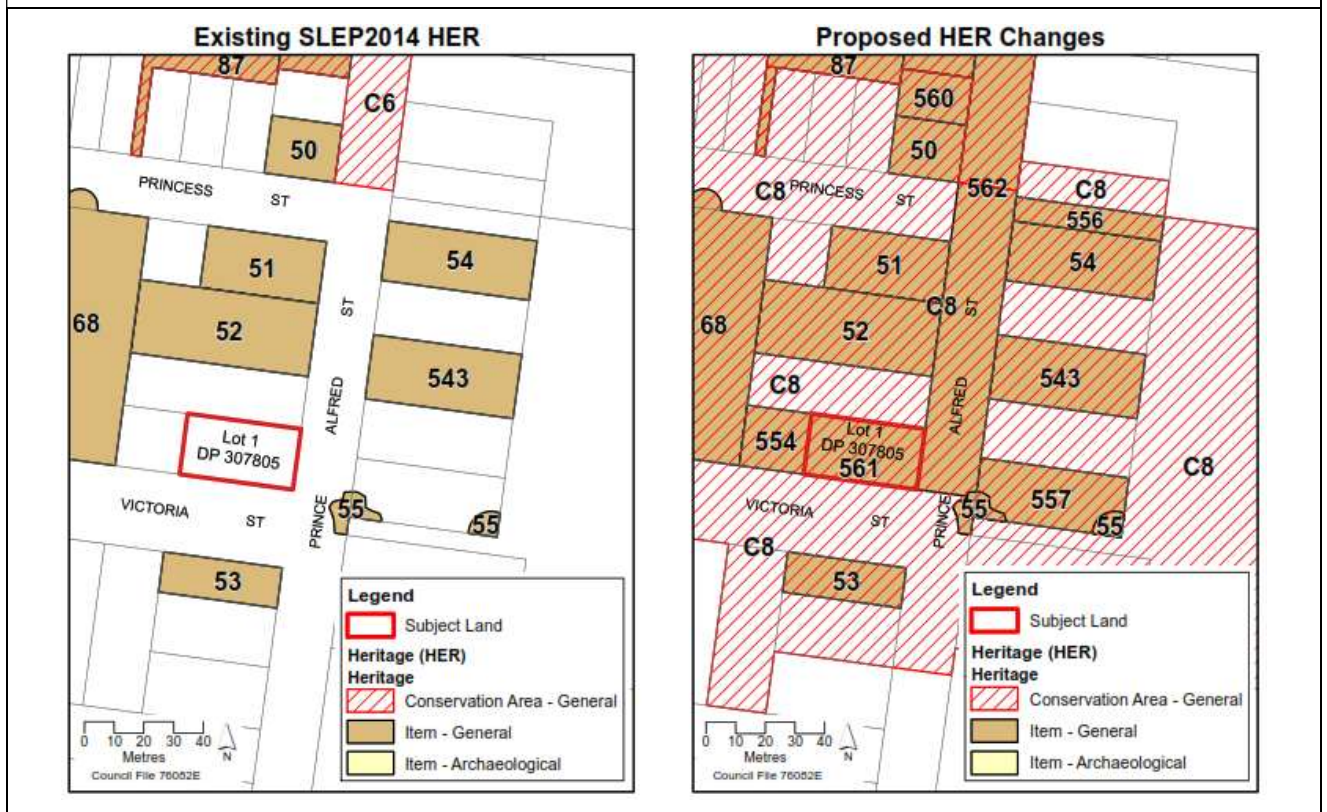 Existing SLEP2014 HER
87
C6
50
PRINCESS ST
51
54
68
52
ST
ALFRED
543
Lot 1
DP 307805
VICTORIA ST
PRINCE
55
55
53
Legend
Subject Land
Heritage (HER)
Heritage
Conservation Area - General
Item - General
Item - Archaeological
0 10 20 30 40
Metres
N
Council File 76082E
Proposed HER Changes
87
560
50
C8 PRINCESS ST
562
C8
556
51
54
68
52
C8
ST
C8
ALFRED
543
554
Lot 1
DP 307805
561
C8
557
VICTORIA ST
PRINCE
55
55
C8
53
Legend
Subject Land
Heritage (HER)
Heritage
Conservation Area - General
Item - General
Item - Archaeological
0 10 20 30 40
Metres
N
Council File 76082E